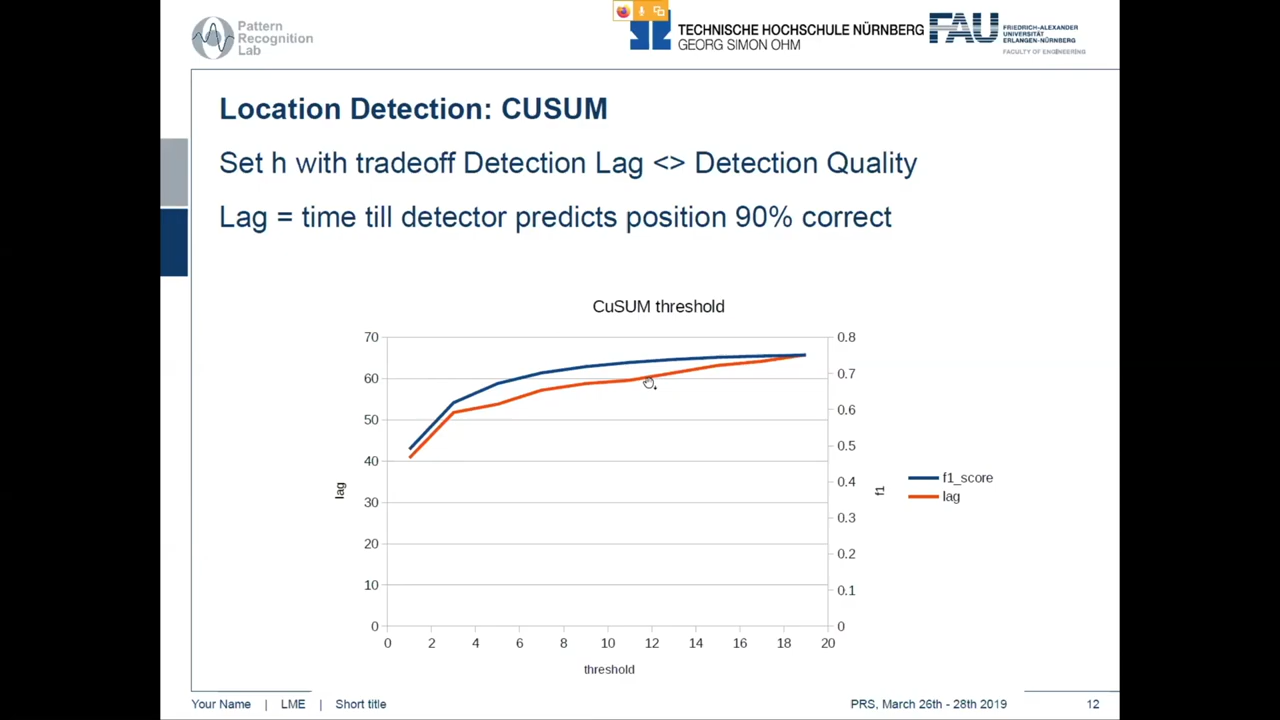 Pattern
Recognition
Lab
TECHNISCHE HOCHSCHULE NÜRNBERG
GEORG SIMON OHM
FAU
FRIEDRICH-ALEXANDER
UNIVERSITÄT
ERLANGEN-NÜRNBERG
FACULTY OF ENGINEERING
Location Detection: CUSUM
Set h with tradeoff Detection Lag <> Detection Quality
Lag = time till detector predicts position 90% correct
CuSUM threshold
70
60
50
40
30
20
10
0
lag
0.8
0.7
0.6
0.5
0.4
0.3
0.2
0.1
0
f1
f1_score
lag
0 2 4 6 8 10 12 14 16 18 20
threshold
Your Name | LME | Short title
PRS, March 26th - 28th 2019 12